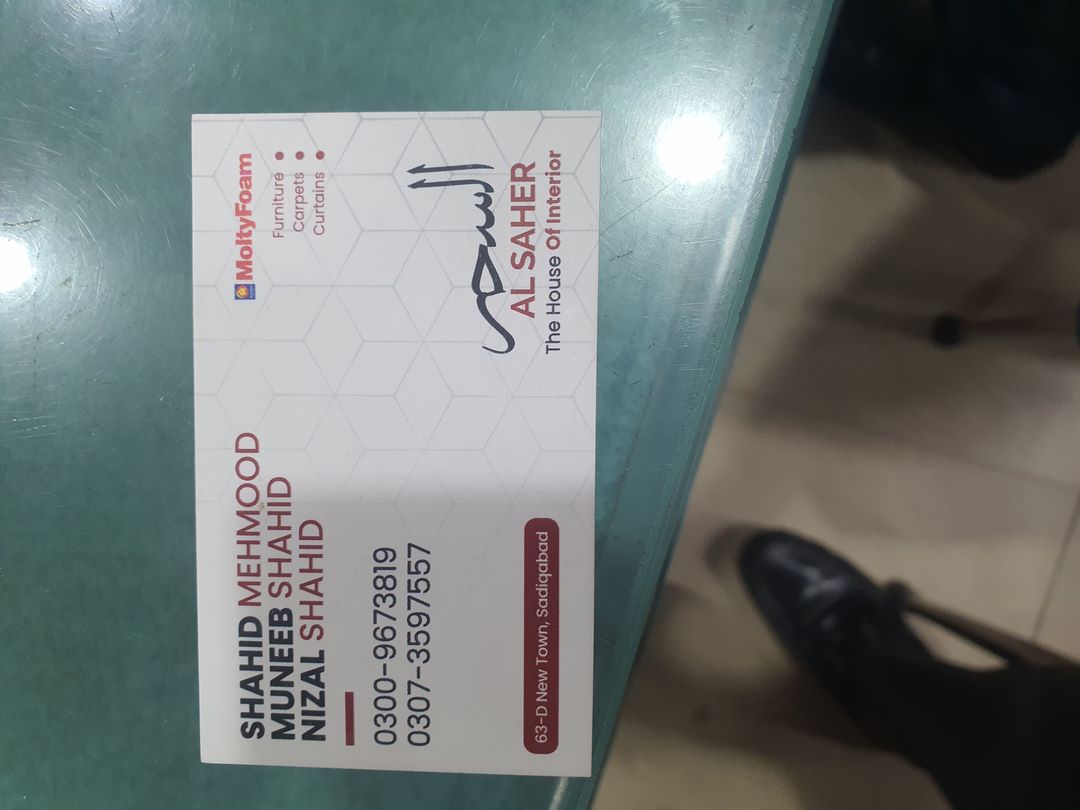 SHAHID MEHMOOD
MUNEEB SHAHID
NIZAL SHAHID
0300-9673819
0307-3597557
63-D New Town, Sadiqabad
MoltyFoam
Furniture
Carpets
Curtains
السحر
AL SAHER
The House Of Interior